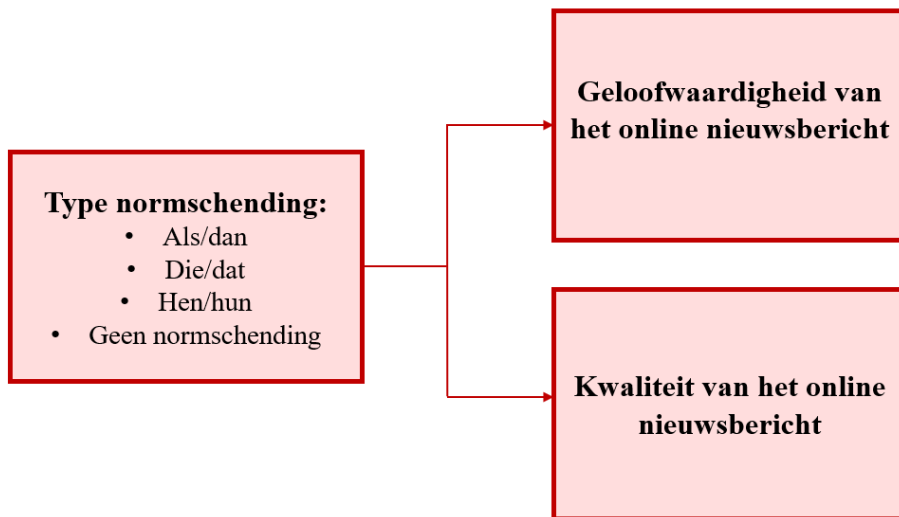 Type normschending:
• Als/dan
• Die/dat
• Hen/hun
• Geen normschending
Geloofwaardigheid van
het online nieuwsbericht
Kwaliteit van het online
nieuwsbericht